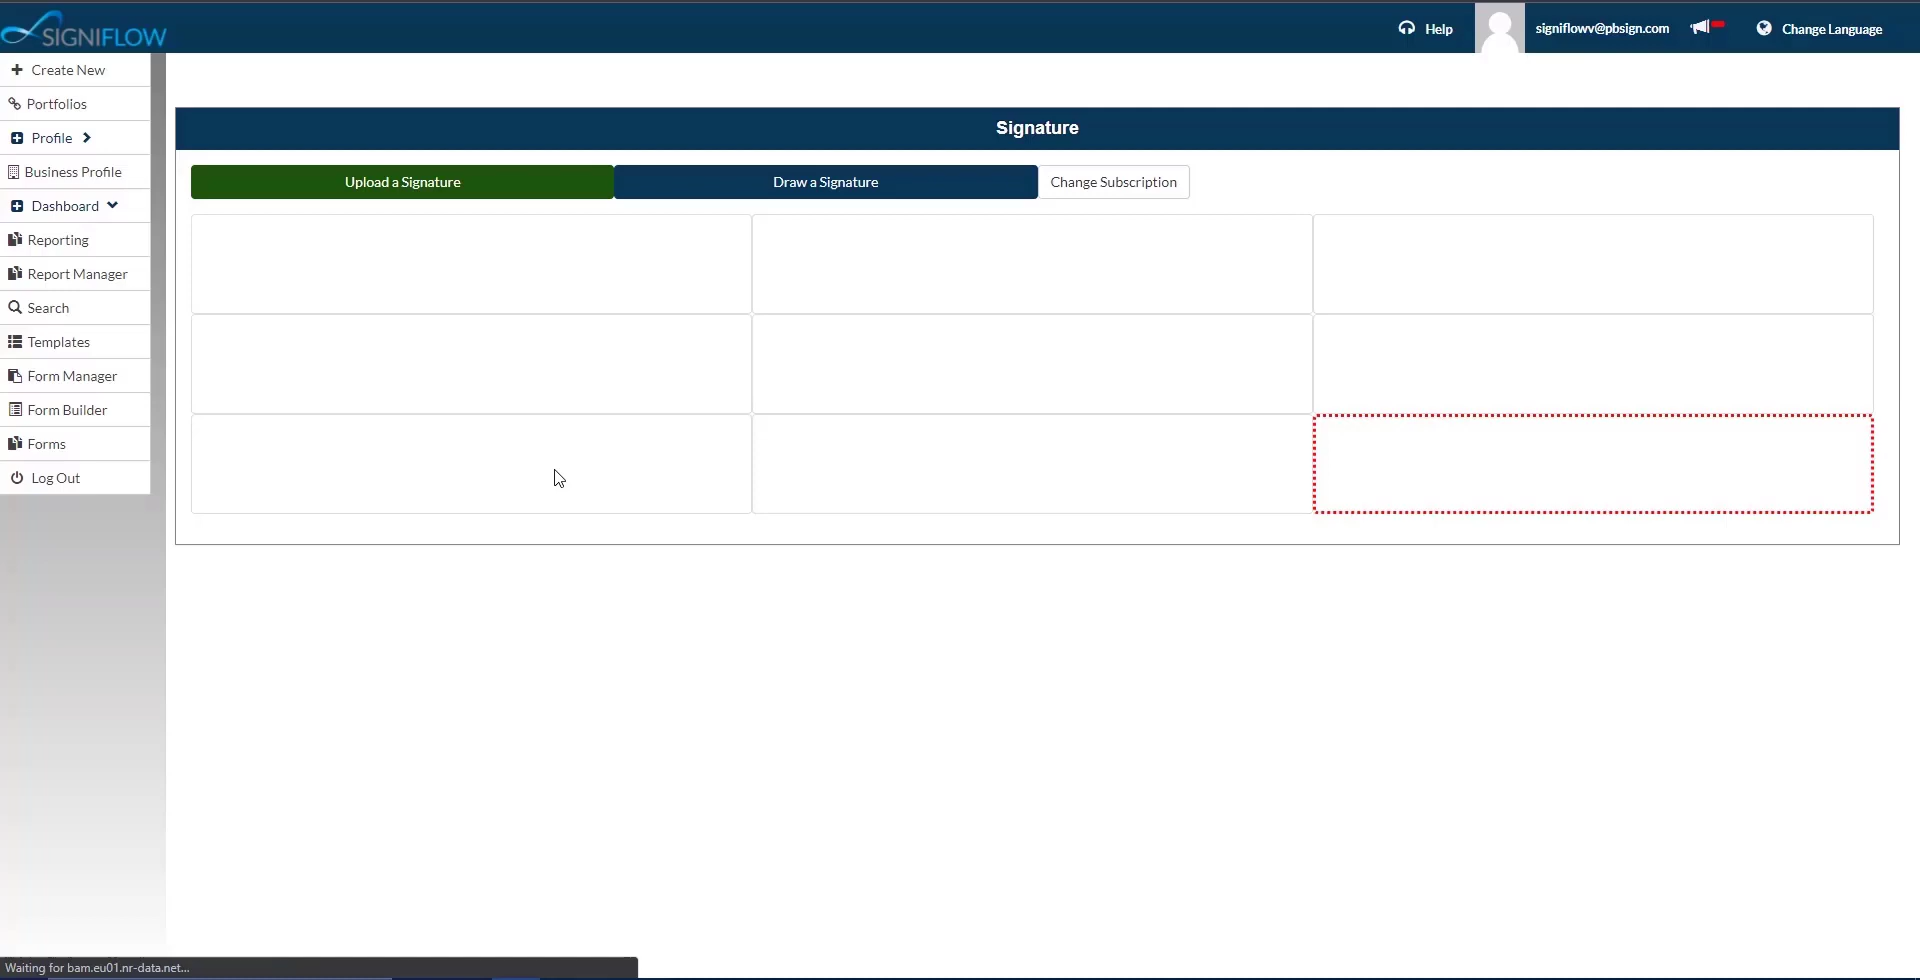 SIGNIFLOW
Help
signiflowv@pbsign.com
Change Language
Create New
Portfolios
Profile
Business Profile
Dashboard
Reporting
Report Manager
Search
Templates
Form Manager
Form Builder
Forms
Log Out
Signature
Upload a Signature
Draw a Signature
Change Subscription
Waiting for bam.eu01.nr-data.net...